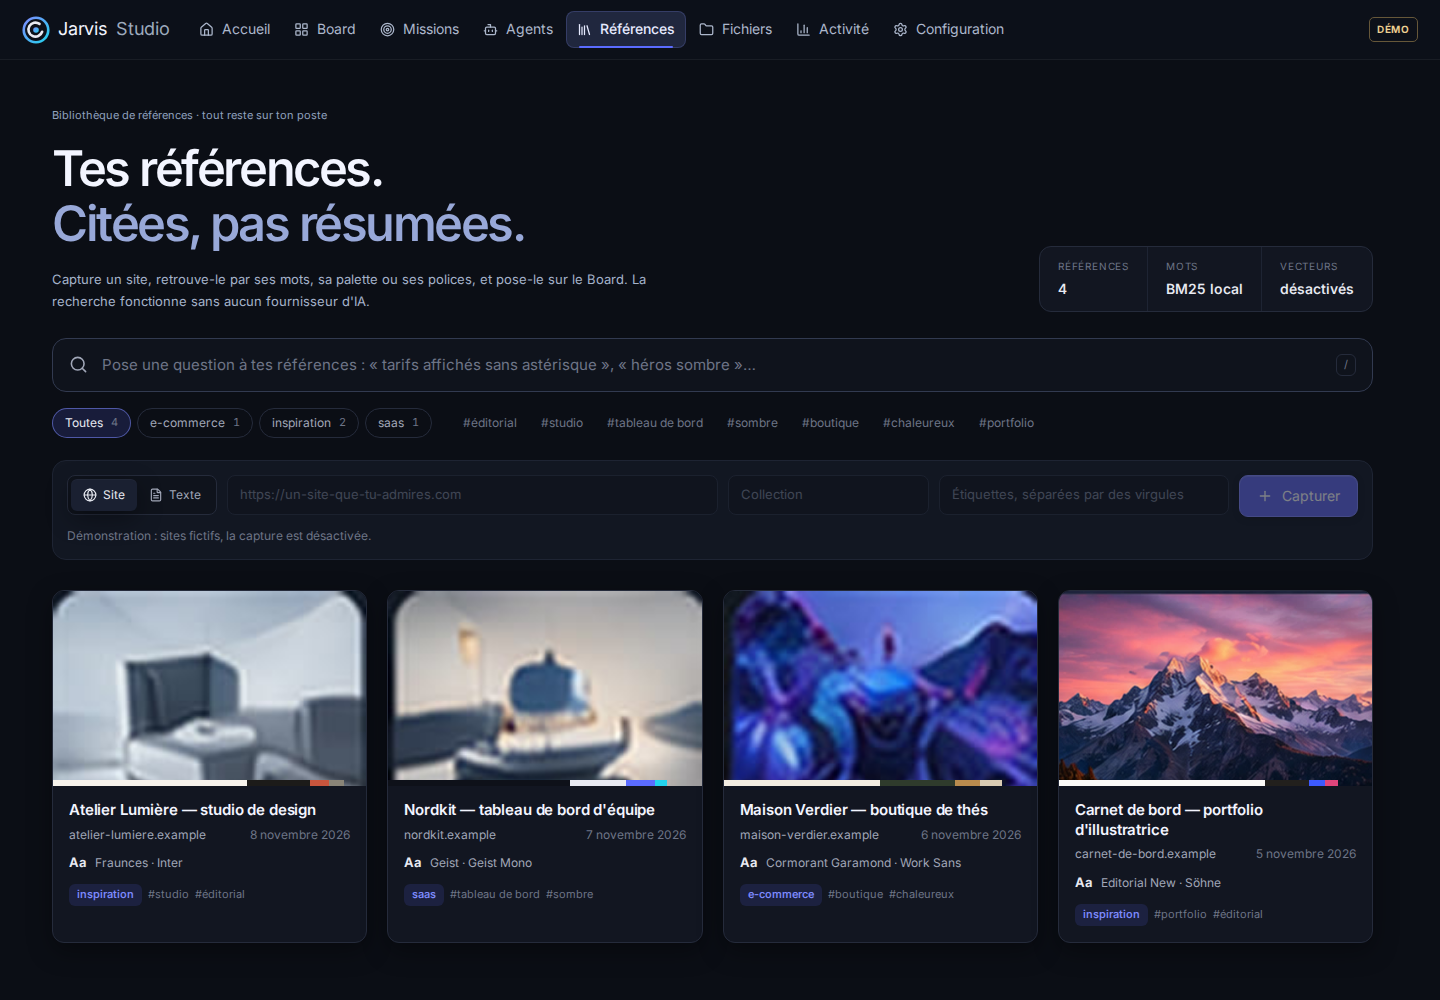 Jarvis Studio
Accueil
Board
Missions
Agents
Références
Fichiers
Activité
Configuration
DÉMO
Bibliothèque de références · tout reste sur ton poste
Tes références.
Citées, pas résumées.
Capture un site, retrouve-le par ses mots, sa palette ou ses polices, et pose-le sur le Board. La
recherche fonctionne sans aucun fournisseur d'IA.
RÉFÉRENCES
4
MOTS
BM25 local
VECTEURS
désactivés
Pose une question à tes références : « tarifs affichés sans astérisque », « héros sombre »…
/
Toutes 4
e-commerce 1
inspiration 2
saas 1
#éditorial
#studio
#tableau de bord
#sombre
#boutique
#chaleureux
#portfolio
Site
Texte
https://un-site-que-tu-admires.com
Collection
Étiquettes, séparées par des virgules
Capturer
Démonstration : sites fictifs, la capture est désactivée.
Atelier Lumière — studio de design
atelier-lumiere.example
8 novembre 2026
Aa Fraunces · Inter
inspiration #studio #éditorial
Nordkit — tableau de bord d'équipe
nordkit.example
7 novembre 2026
Aa Geist · Geist Mono
saas #tableau de bord #sombre
Maison Verdier — boutique de thés
maison-verdier.example
6 novembre 2026
Aa Cormorant Garamond · Work Sans
e-commerce #boutique #chaleureux
Carnet de bord — portfolio
d'illustratrice
carnet-de-bord.example
5 novembre 2026
Aa Editorial New · Söhne
inspiration #portfolio #éditorial